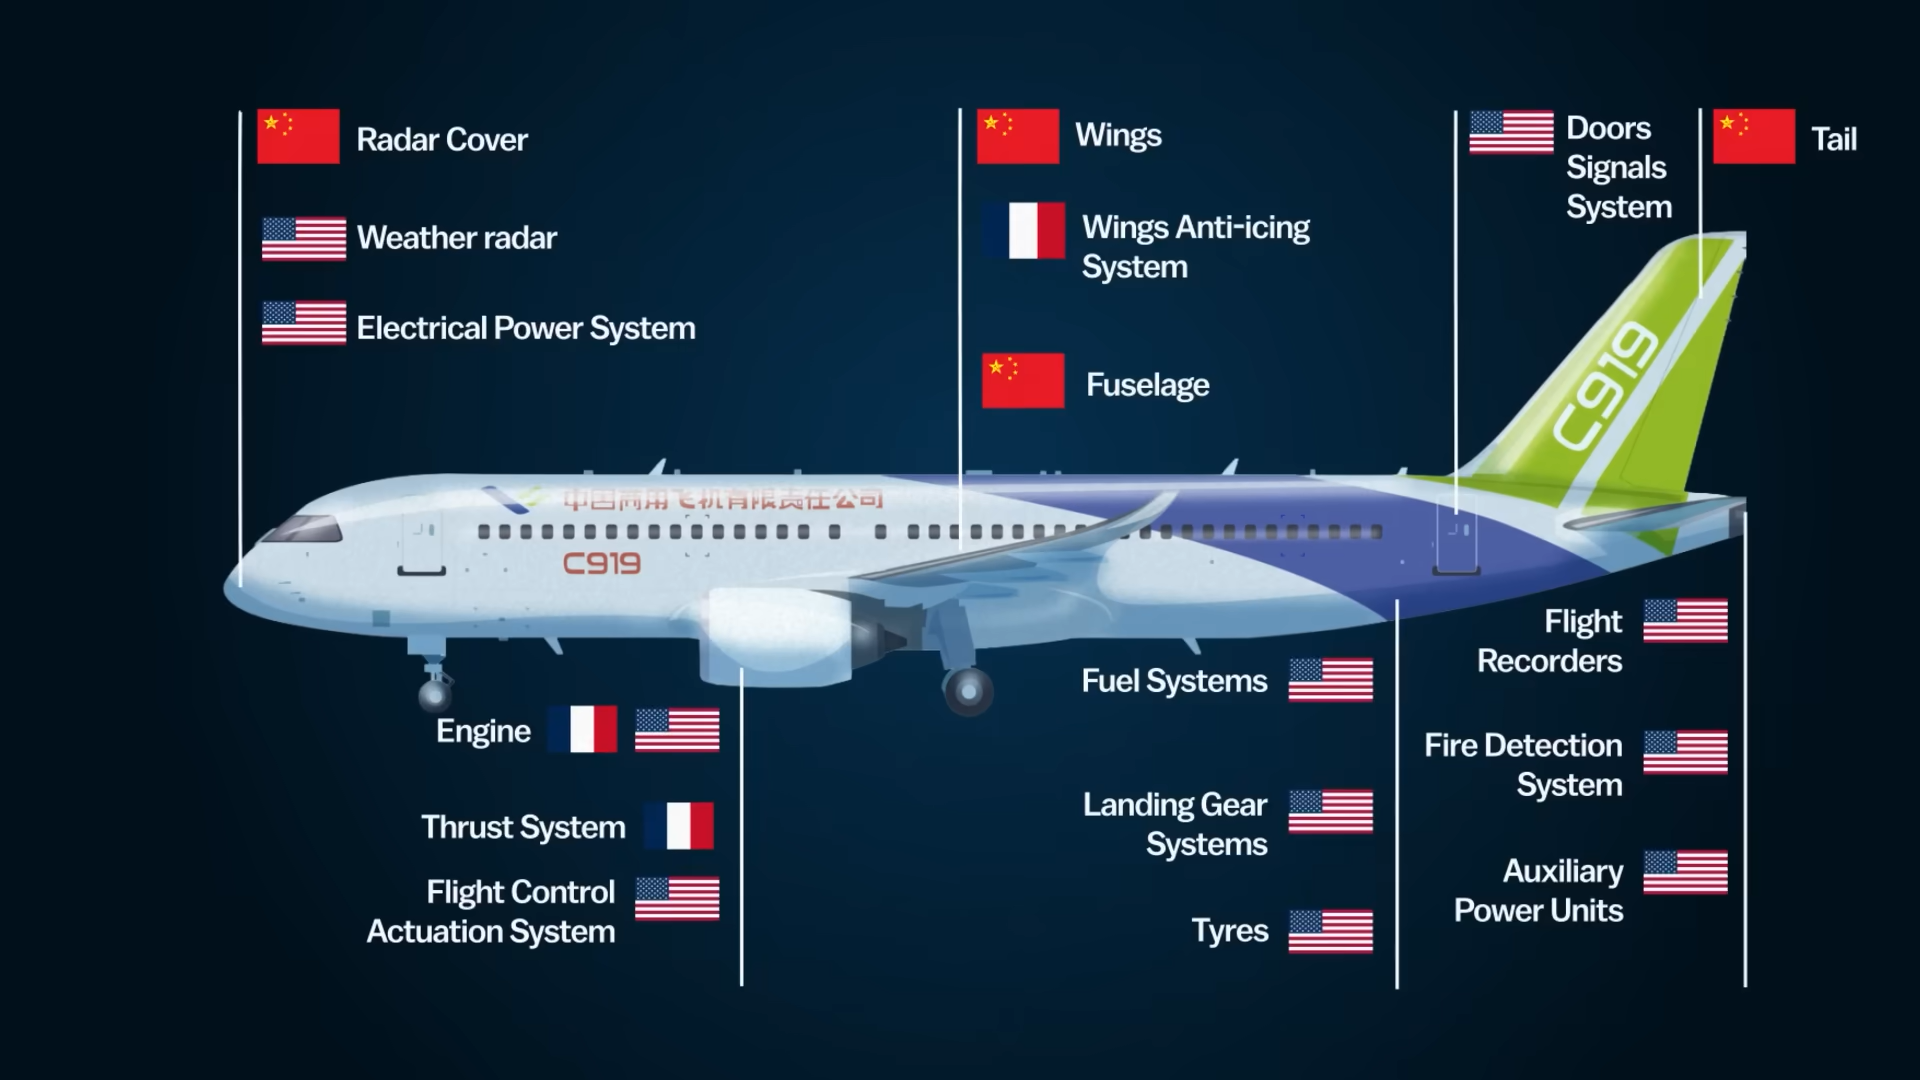 Radar Cover
Weather radar
Electrical Power System
Wings
Wings Anti-icing
System
Fuselage
Doors
Signals
System
Tail
C919
中国商用飞机有限责任公司
C919
Engine
Thrust System
Flight Control
Actuation System
Fuel Systems
Landing Gear
Systems
Tyres
Flight
Recorders
Fire Detection
System
Auxiliary
Power Units